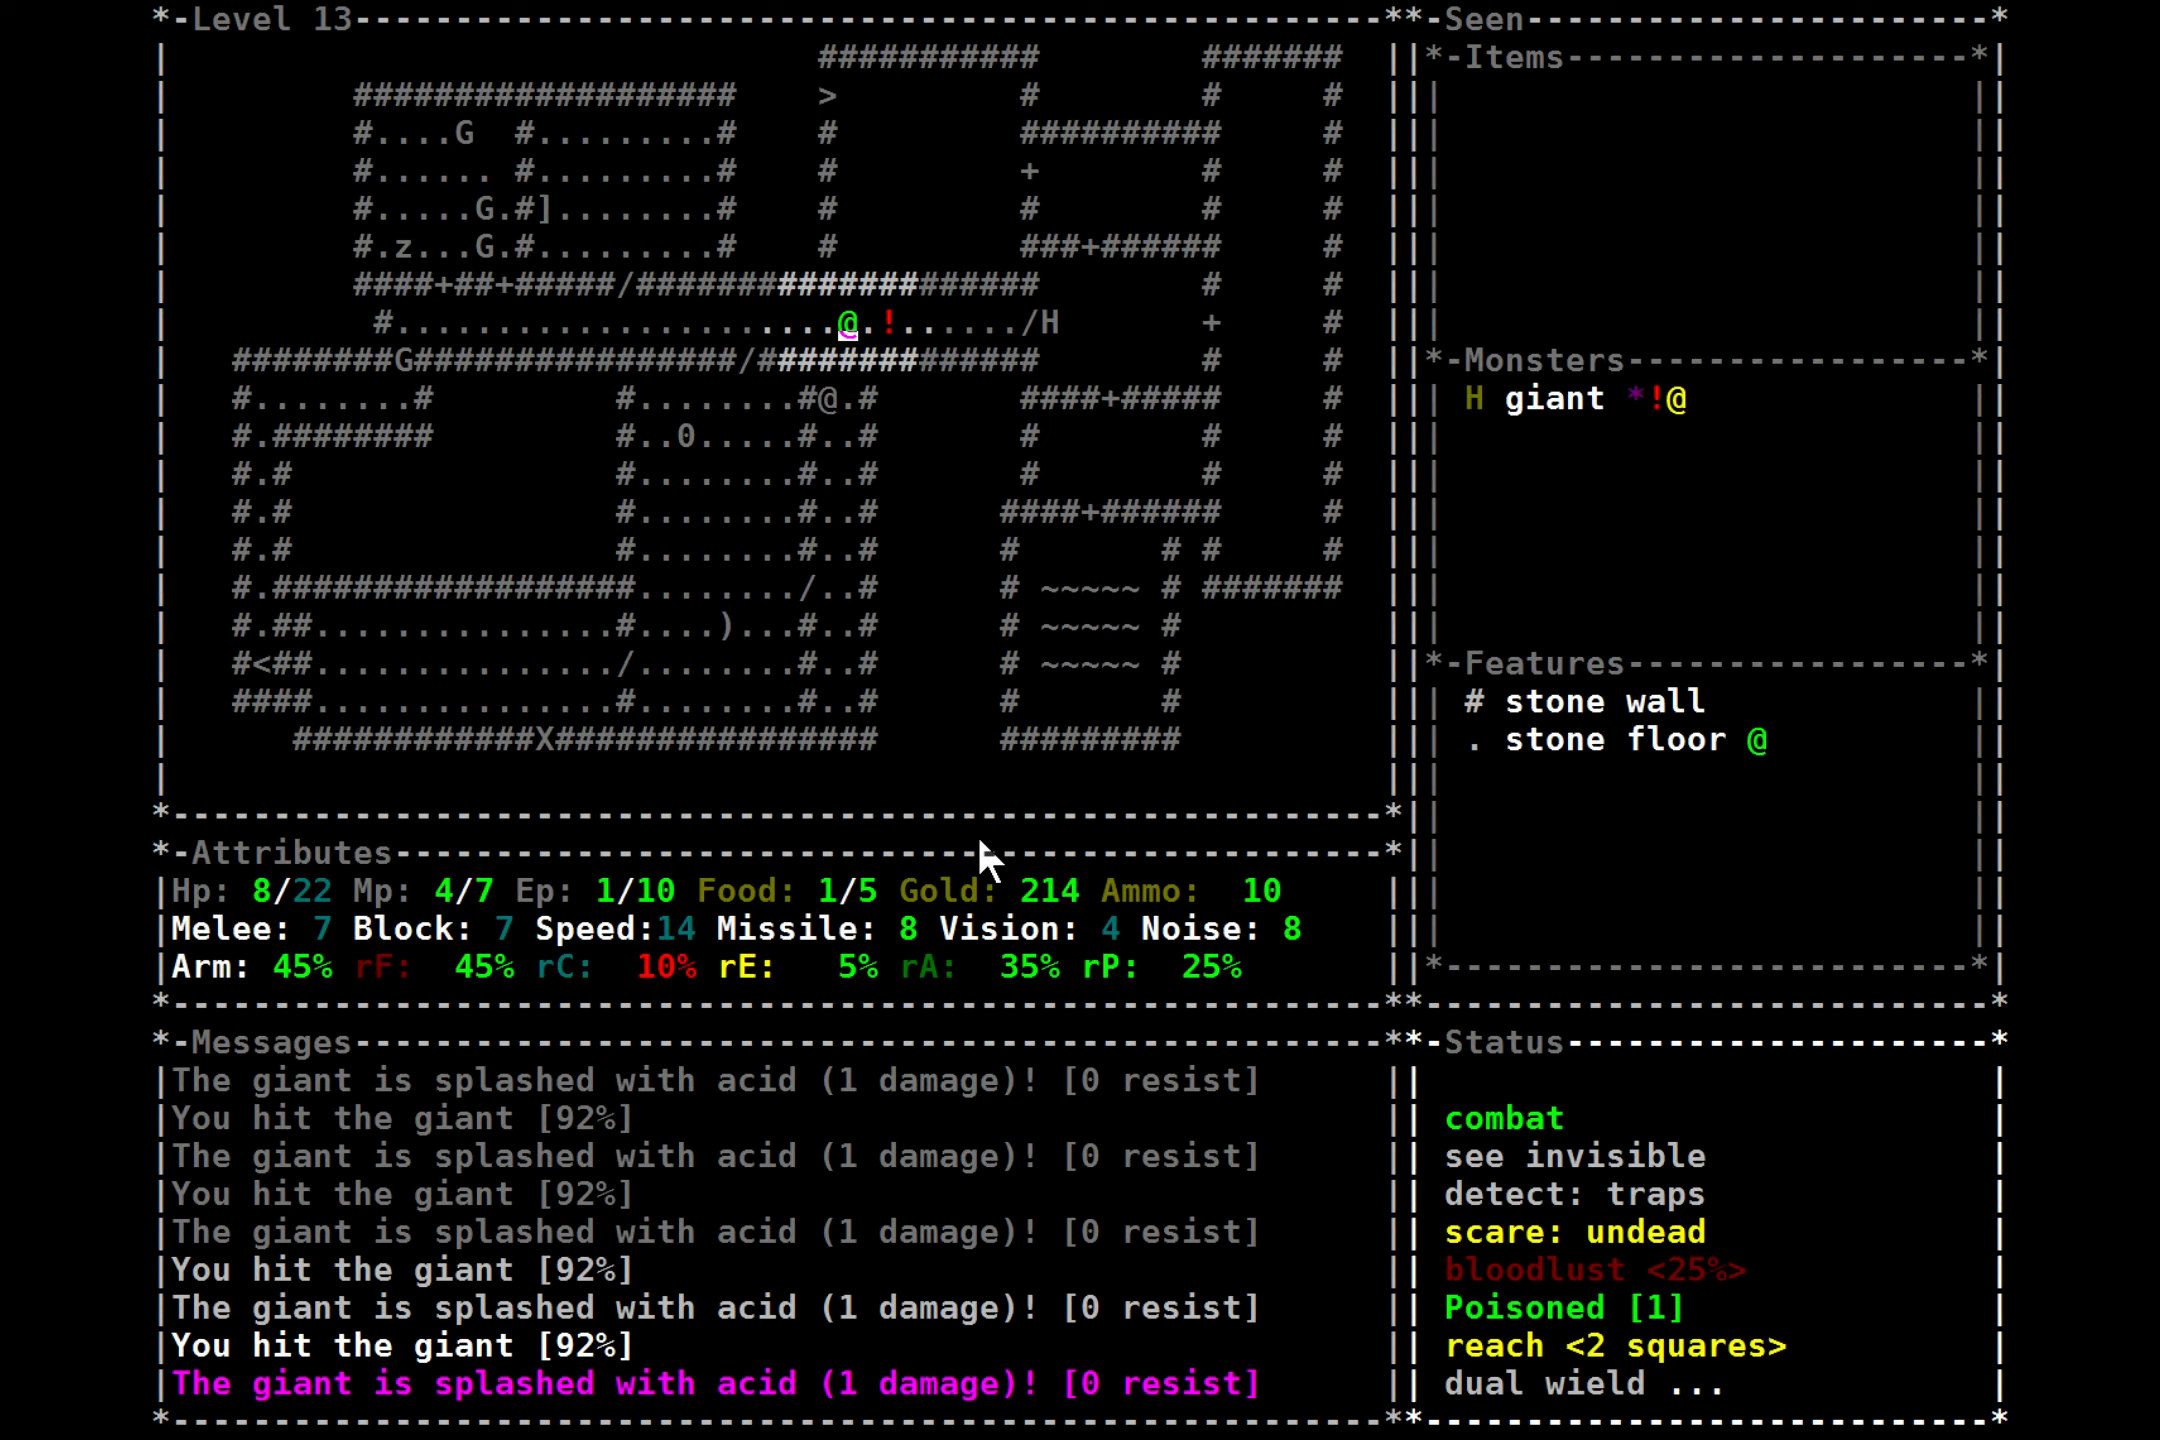 *-Level 13---------------------------------------------------**-Seen-----------------------*
|                                ###########        #######  ||*-Items--------------------*|
|         ###################    >         #        #    #  |||                          ||
|         #....G  #.........#    #         ##########     #  |||                          ||
|         #...... #.........#    #         +        #     #  |||                          ||
|         #.....G.#]........#    #         #        #     #  |||                          ||
|         #.z...G.#.........#    #         ###+######     #  |||                          ||
|         ####+##+#####/####################        #     #  |||                          ||
|          #......................@.!....../H       +     #  |||                          ||
|   ########G################/##############        #     #  ||*-Monsters-----------------*|
|   #........#         #........#@.#       ####+#####     #  ||| H giant *!@              ||
|   #.########         #..0.....#..#       #        #     #  |||                          ||
|   #.#                #........#..#       #        #     #  |||                          ||
|   #.#                #........#..#      ####+######     #  |||                          ||
|   #.#                #........#..#      #       # #     #  |||                          ||
|   #.##################......../..#      # ~~~~~ # #######  |||                          ||
|   #.##...............#....)...#..#      # ~~~~~ #          |||                          ||
|   #<##.............../........#..#      # ~~~~~ #          ||*-Features-----------------*|
|   ####...............#........#..#      #       #          ||| # stone wall             ||
|      ############X################      #########          ||| . stone floor @          ||
|                                                            |||                          ||
*------------------------------------------------------------*||                          ||
*-Attributes-------------------------------------------------*||                          ||
|Hp: 8/22 Mp: 4/7 Ep: 1/10 Food: 1/5 Gold: 214 Ammo:  10     |||                          ||
|Melee: 7 Block: 7 Speed:14 Missile: 8 Vision: 4 Noise: 8    |||                          ||
|Arm: 45% rF:  45% rC:  10% rE:   5% rA:  35% rP:  25%       ||*---------------------------*|
*------------------------------------------------------------**----------------------------*
*-Messages---------------------------------------------------**-Status---------------------*
|The giant is splashed with acid (1 damage)! [0 resist]      ||                            |
|You hit the giant [92%]                                     || combat                     |
|The giant is splashed with acid (1 damage)! [0 resist]      || see invisible              |
|You hit the giant [92%]                                     || detect: traps              |
|The giant is splashed with acid (1 damage)! [0 resist]      || scare: undead              |
|You hit the giant [92%]                                     || bloodlust <25%>            |
|The giant is splashed with acid (1 damage)! [0 resist]      || Poisoned [1]               |
|You hit the giant [92%]                                     || reach <2 squares>          |
|The giant is splashed with acid (1 damage)! [0 resist]      || dual wield ...             |
*------------------------------------------------------------**----------------------------*